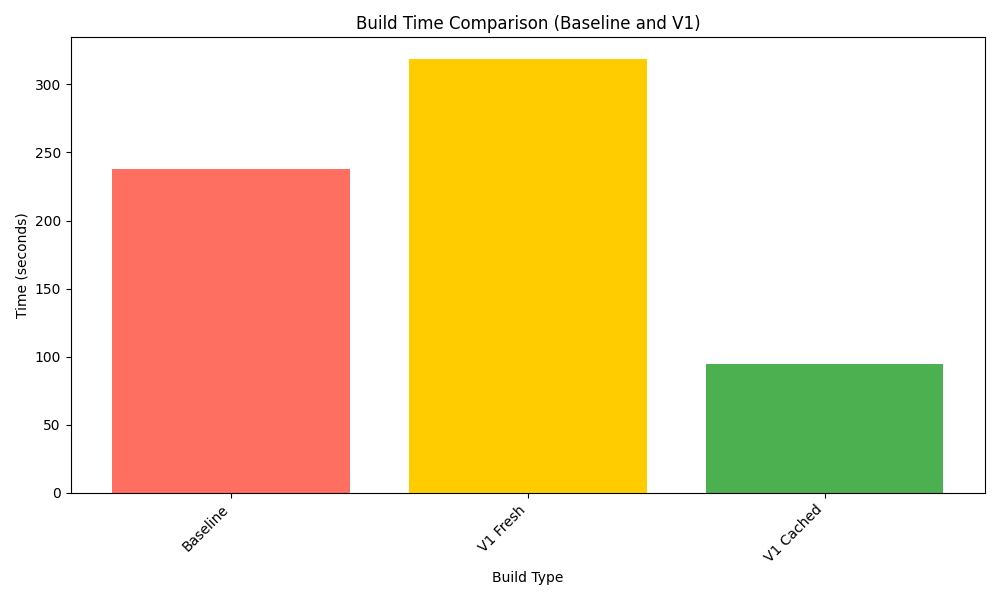 Build Time Comparison (Baseline and V1)
Time (seconds)
300
250
200
150
100
50
0
Baseline
V1 Fresh
V1 Cached
Build Type